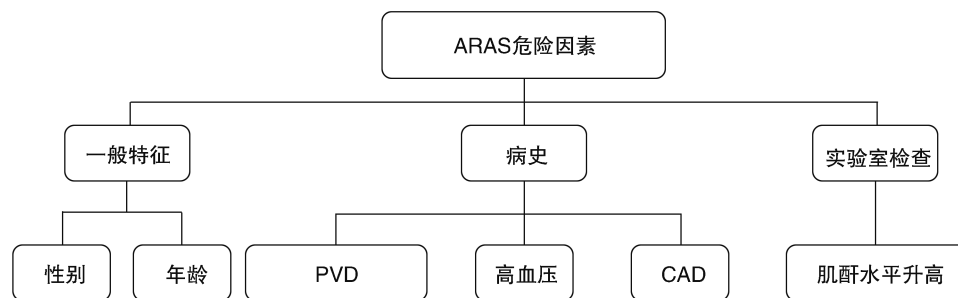 ARAS危险因素
一般特征
病史
实验室检查
性别
年龄
PVD
高血压
CAD
肌酐水平升高